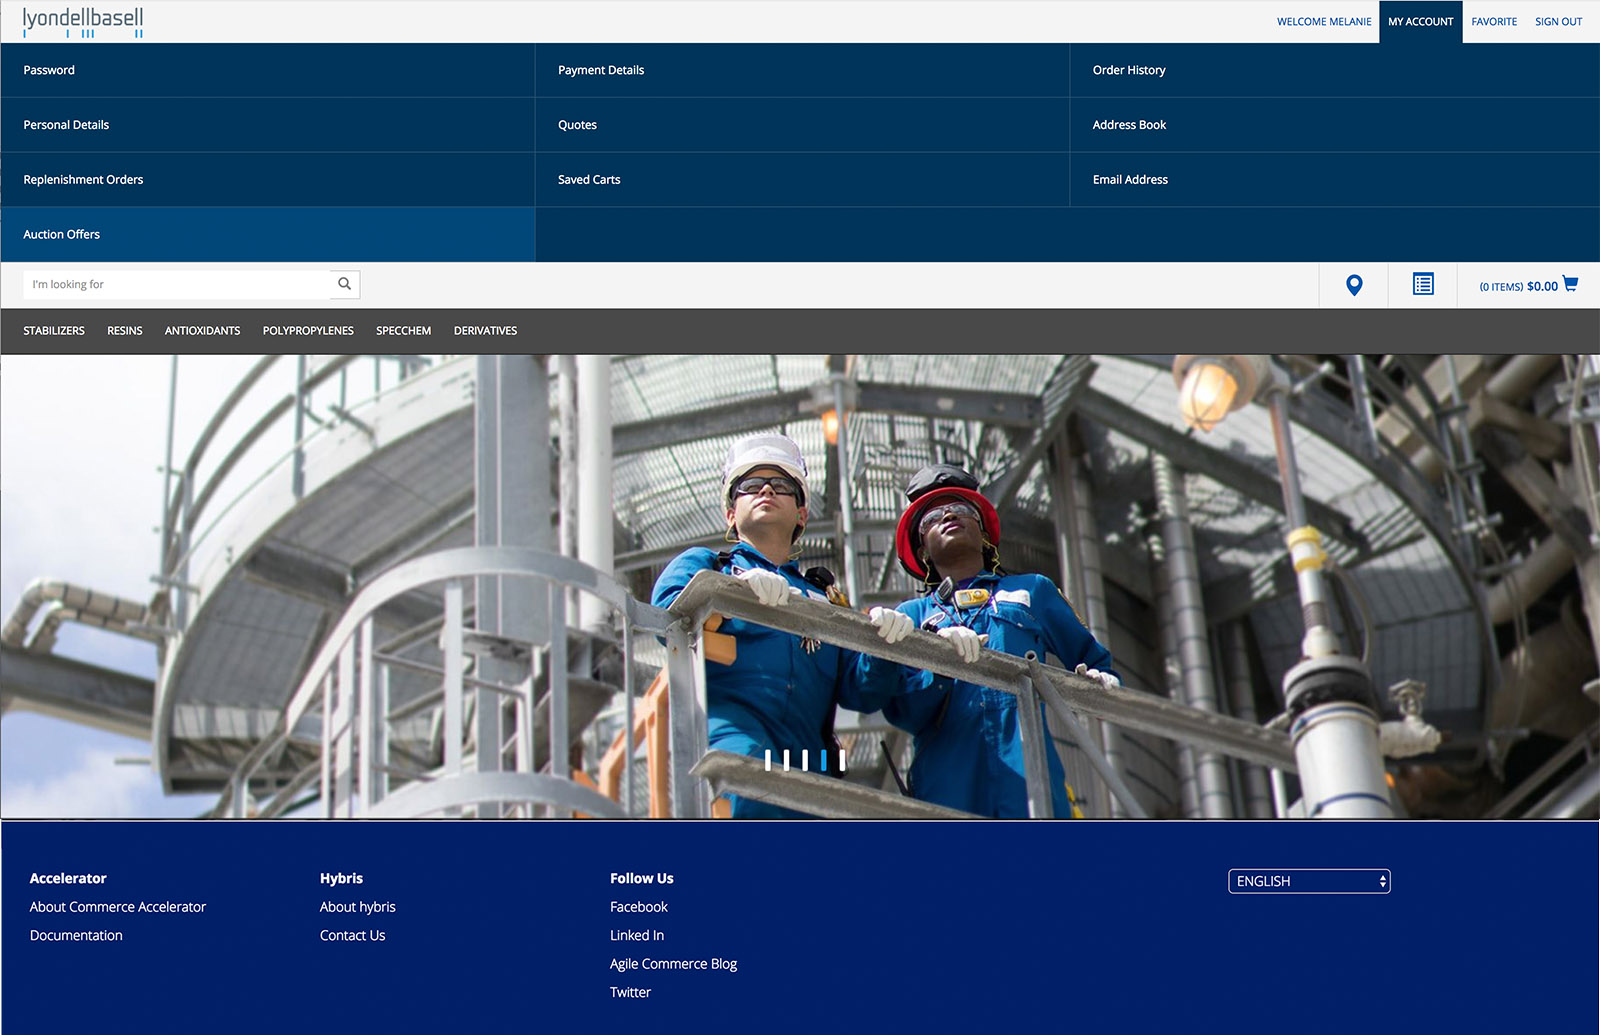 lyondellbasell
WELCOME MELANIE MY ACCOUNT FAVORITE SIGN OUT
Password Payment Details Order History
Personal Details Quotes Address Book
Replenishment Orders Saved Carts Email Address
Auction Offers
I'm looking for (0 ITEMS) $0.00
STABILIZERS RESINS ANTIOXIDANTS POLYPROPYLENES SPECCHEM DERIVATIVES
Accelerator Hybris Follow Us ENGLISH
About Commerce Accelerator About hybris Facebook
Documentation Contact Us Linked In
Agile Commerce Blog
Twitter